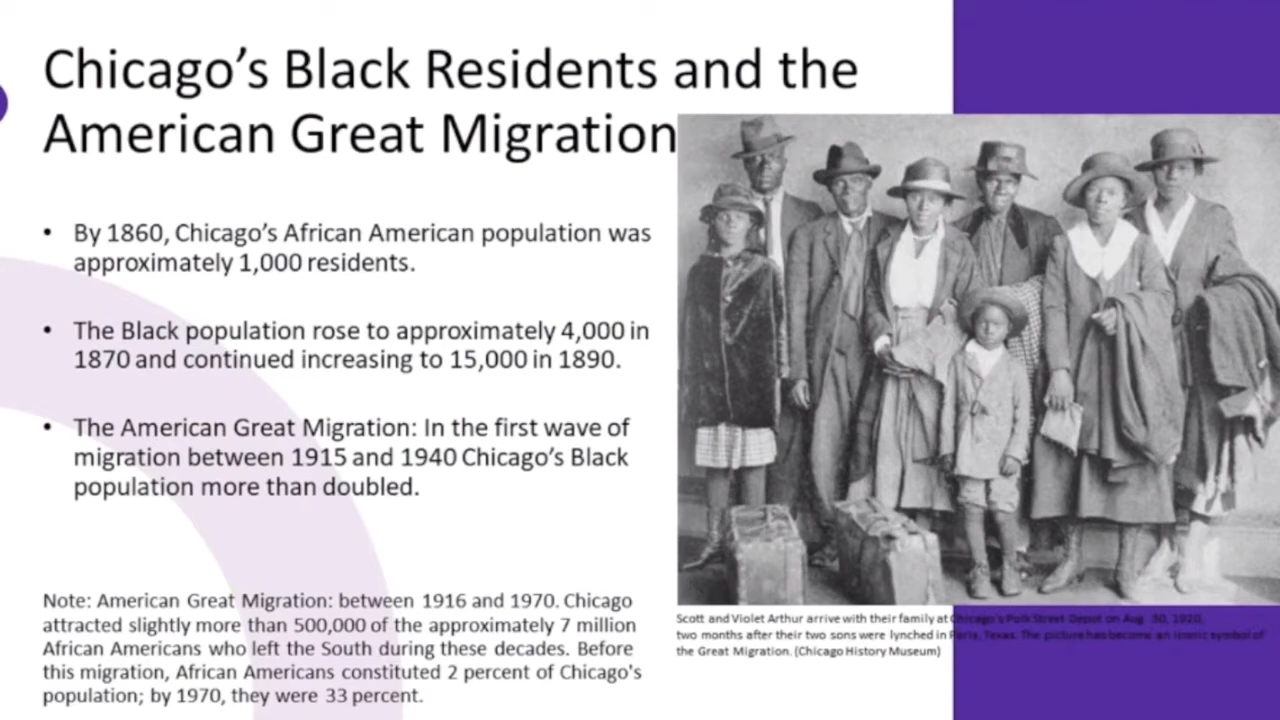 Chicago’s Black Residents and the
American Great Migration
• By 1860, Chicago’s African American population was
approximately 1,000 residents.
• The Black population rose to approximately 4,000 in
1870 and continued increasing to 15,000 in 1890.
• The American Great Migration: In the first wave of
migration between 1915 and 1940 Chicago’s Black
population more than doubled.
Note: American Great Migration: between 1916 and 1970. Chicago
attracted slightly more than 500,000 of the approximately 7 million
African Americans who left the South during these decades. Before
this migration, African Americans constituted 2 percent of Chicago's
population; by 1970, they were 33 percent.
Scott and Violet Arthur arrive with their family at Chicago's Polk Street Depot on Aug. 30, 1920,
two months after their two sons were lynched in Paris, Texas. The picture has become an iconic symbol of
the Great Migration. (Chicago History Museum)